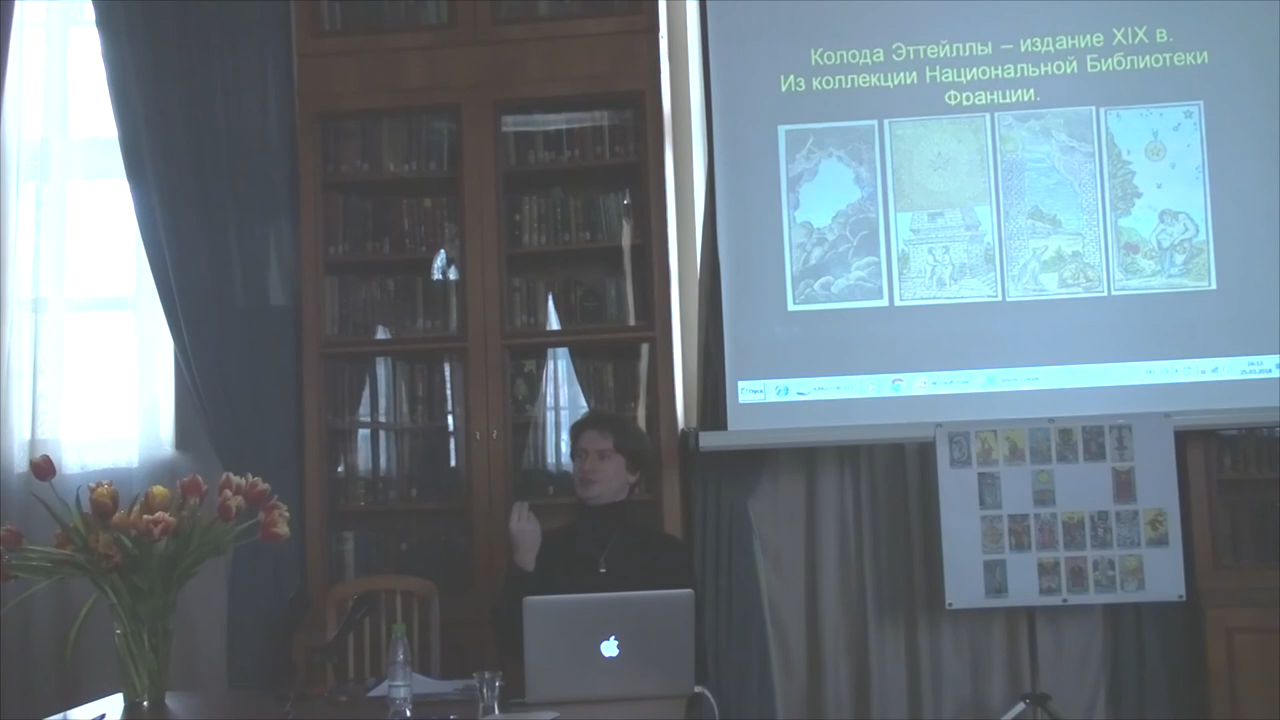 Колода Эттейллы – издание XIX в.
Из коллекции Национальной Библиотеки
Франции.